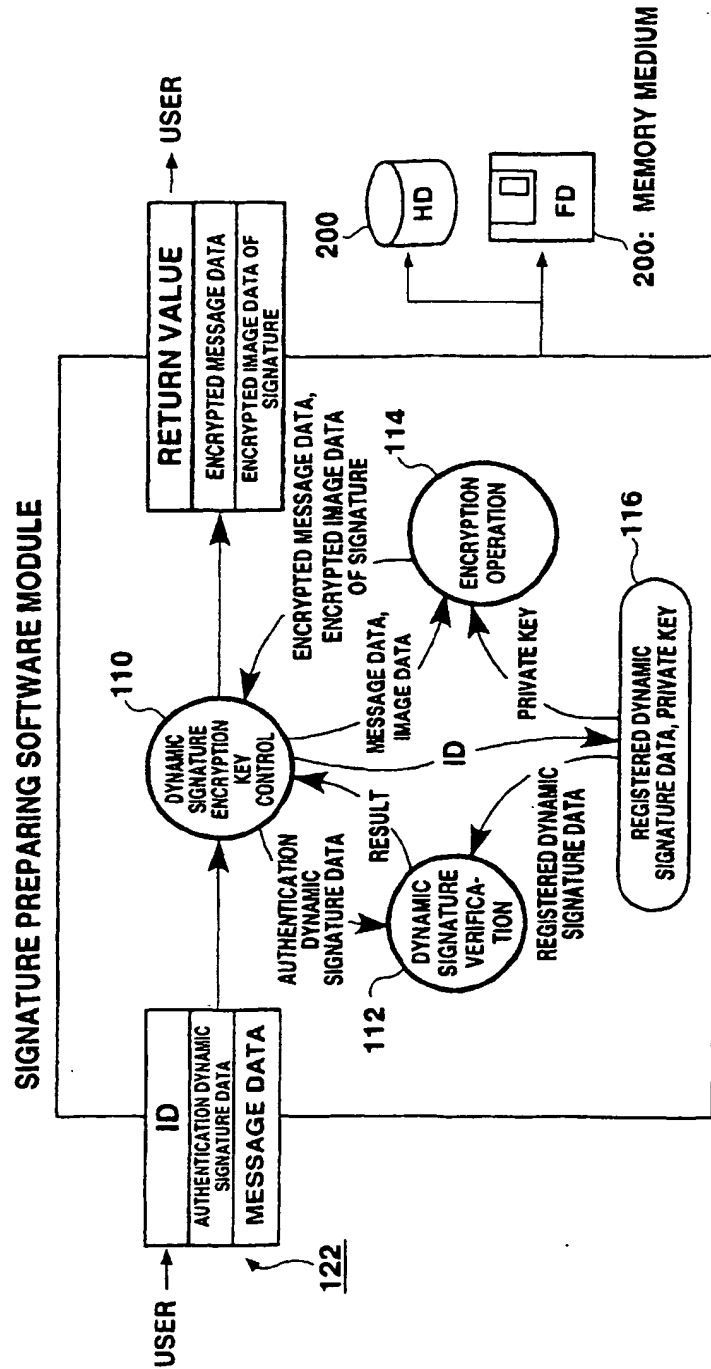 SIGNATURE PREPARING SOFTWARE MODULE
USER
ID
AUTHENTICATION DYNAMIC
SIGNATURE DATA
MESSAGE DATA
122
110
DYNAMIC
SIGNATURE
ENCRYPTION
KEY
CONTROL
RETURN VALUE
ENCRYPTED MESSAGE DATA
ENCRYPTED IMAGE DATA OF
SIGNATURE
USER
AUTHENTICATION
DYNAMIC
SIGNATURE DATA
RESULT
ID
MESSAGE DATA,
IMAGE DATA
ENCRYPTED MESSAGE DATA,
ENCRYPTED IMAGE DATA
OF SIGNATURE
112
DYNAMIC
SIGNATURE
VERIFICA-
TION
REGISTERED DYNAMIC
SIGNATURE DATA
PRIVATE KEY
114
ENCRYPTION
OPERATION
116
REGISTERED DYNAMIC
SIGNATURE DATA, PRIVATE KEY
200
HD
FD
200: MEMORY MEDIUM